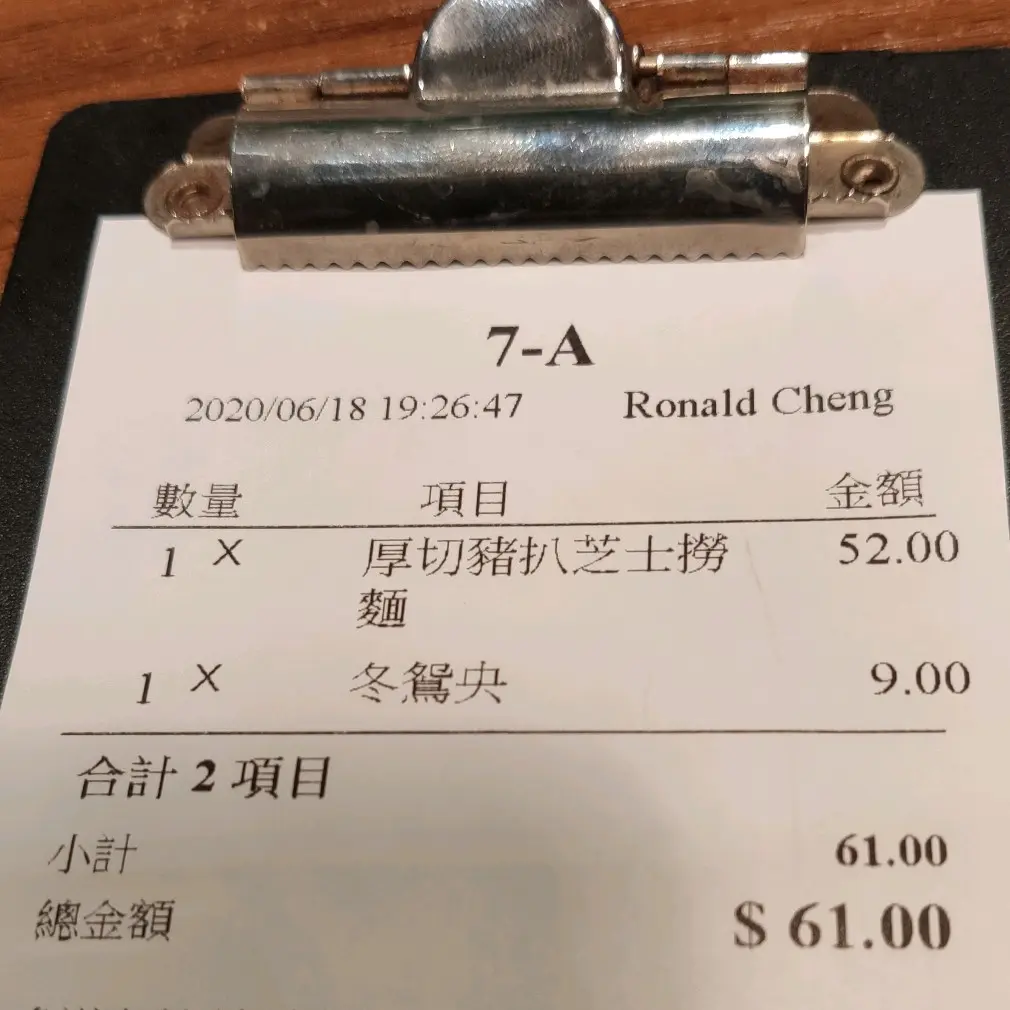 7-A
2020/06/18 19:26:47 Ronald Cheng
數量 項目 金額
1 X 厚切豬扒芝士撈 52.00
麵
1 X 冬鴛央 9.00
合計 2 項目
小計 61.00
總金額 $ 61.00